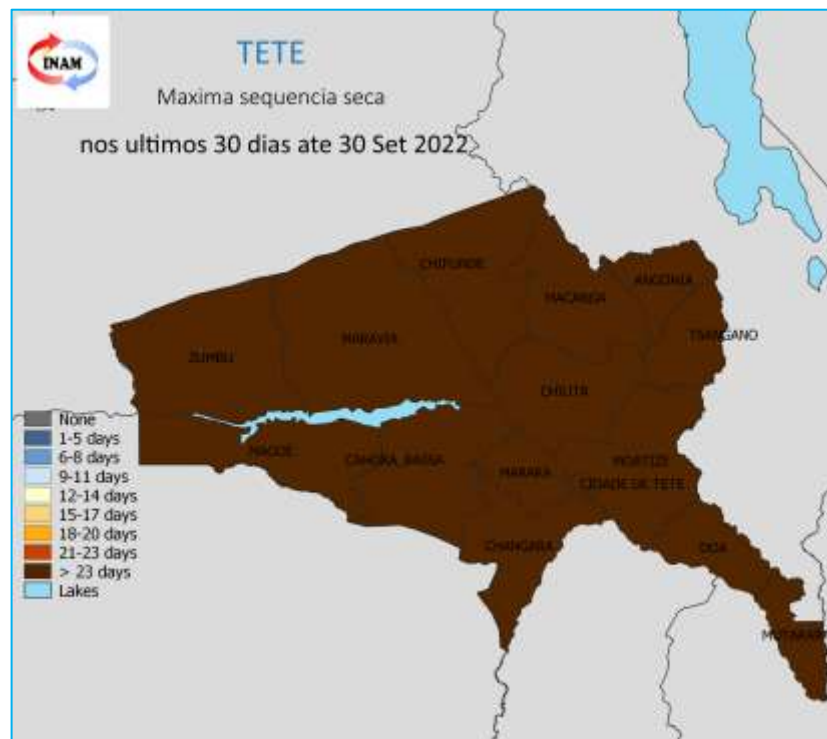 INAM
TETE
Maxima sequencia seca
nos ultimos 30 dias ate 30 Set 2022
CHIFUNDE
ANGONIA
MACANGA
TSANGANO
MARAVIA
ZUMBU
CHIUTA
MAGOE
CAHORA_BASSA
MARARA
MOATIZE
CIDADE DE TETE
CHANGARA
DOA
None
1-5 days
6-8 days
9-11 days
12-14 days
15-17 days
18-20 days
21-23 days
> 23 days
Lakes